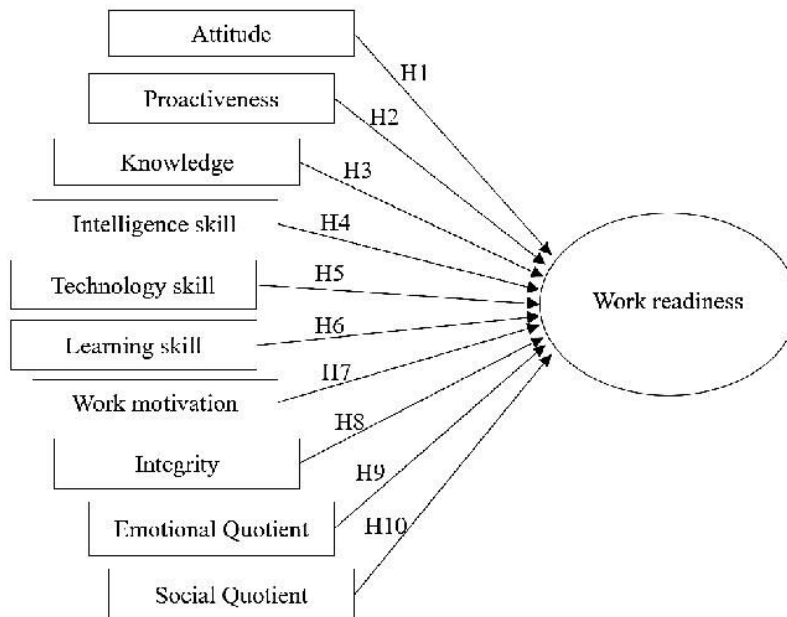 Attitude
H1
Proactiveness
H2
Knowledge
H3
Intelligence skill
H4
Technology skill
H5
Work readiness
Learning skill
H6
Work motivation
H7
Integrity
H8
Emotional Quotient
H9
Social Quotient
H10